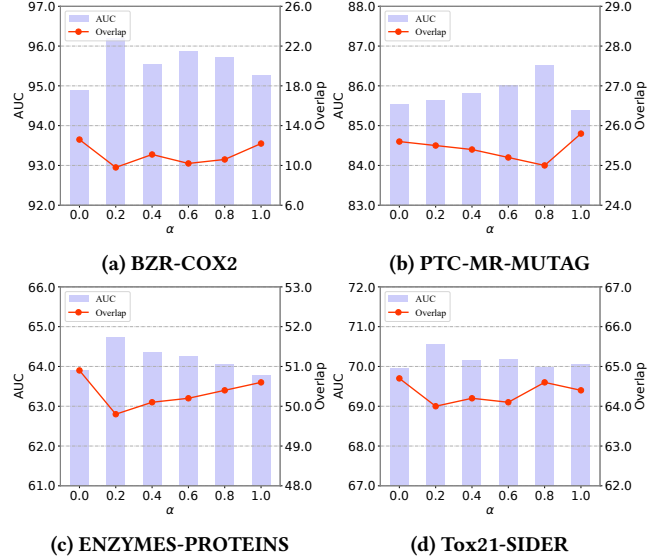 97.0 26.0 88.0 29.0
AUC AUC
Overlap Overlap
96.0 22.0 87.0 28.0
95.0 18.0 86.0 27.0
AUC Overlap AUC Overlap
94.0 14.0 85.0 26.0
93.0 10.0 84.0 25.0
92.0 6.0 83.0 24.0
0.0 0.2 0.4 0.6 0.8 1.0 0.0 0.2 0.4 0.6 0.8 1.0
α α
(a) BZR-COX2 (b) PTC-MR-MUTAG
66.0 53.0 72.0 67.0
AUC AUC
Overlap Overlap
65.0 52.0 71.0 66.0
64.0 51.0 70.0 65.0
AUC Overlap AUC Overlap
63.0 50.0 69.0 64.0
62.0 49.0 68.0 63.0
61.0 48.0 67.0 62.0
0.0 0.2 0.4 0.6 0.8 1.0 0.0 0.2 0.4 0.6 0.8 1.0
α α
(c) ENZYMES-PROTEINS (d) Tox21-SIDER